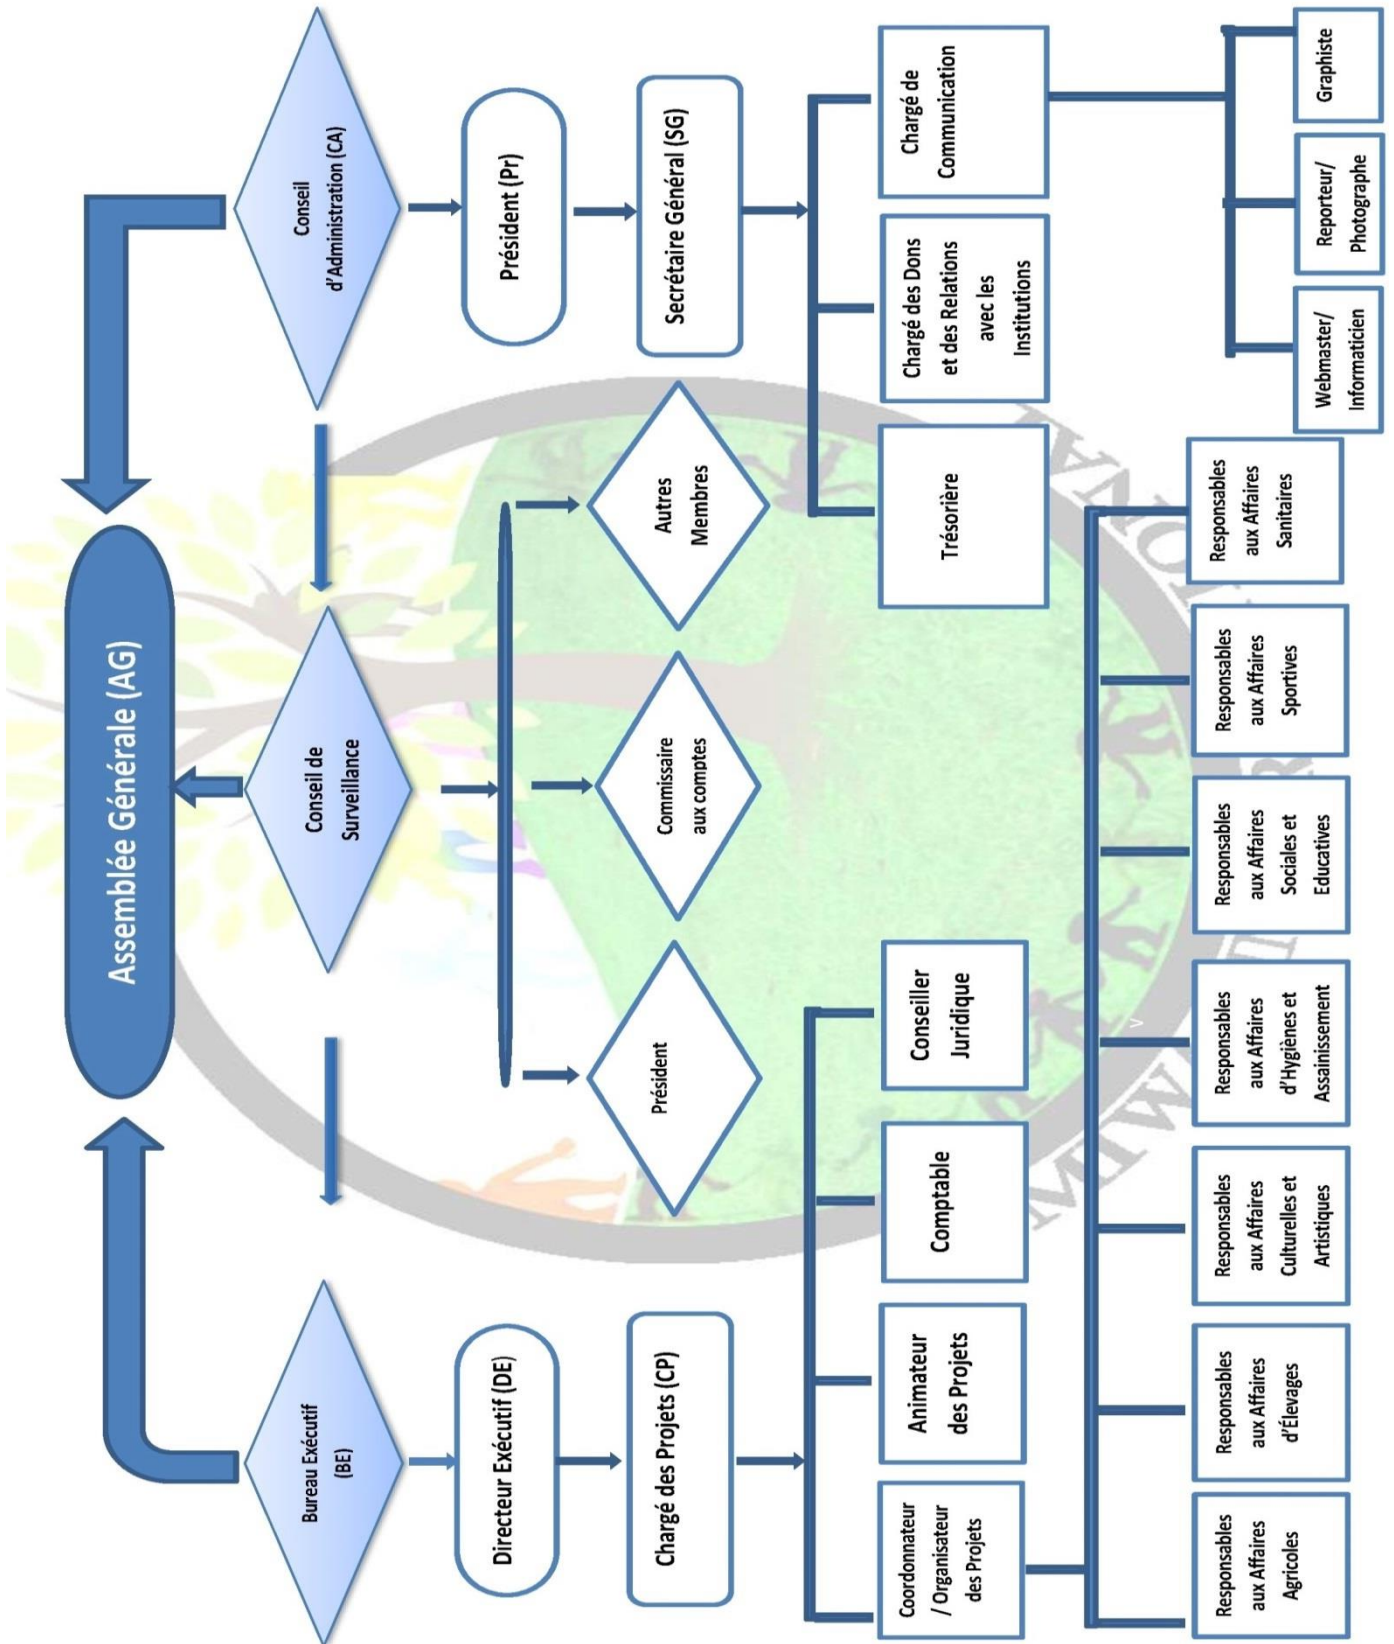 Assemblée Générale (AG)
Bureau Exécutif
(BE)
Conseil de
Surveillance
Conseil
d'Administration (CA)
Directeur Exécutif (DE)
Président (Pr)
Chargé des Projets (CP)
Président
Commissaire
aux comptes
Autres
Membres
Secrétaire Général (SG)
Coordonnateur
/ Organisateur
des Projets
Animateur
des Projets
Comptable
Conseiller
Juridique
Trésorière
Chargé des Dons
et des Relations
avec les
Institutions
Chargé de
Communication
Responsables
aux Affaires
Agricoles
Responsables
aux Affaires
d'Élevages
Responsables
aux Affaires
Culturelles et
Artistiques
Responsables
aux Affaires
d'Hygiènes et
Assainissement
Responsables
aux Affaires
Sociales et
Educatives
Responsables
aux Affaires
Sportives
Responsables
aux Affaires
Sanitaires
Webmaster/
Informaticien
Reporteur/
Photographe
Graphiste
v